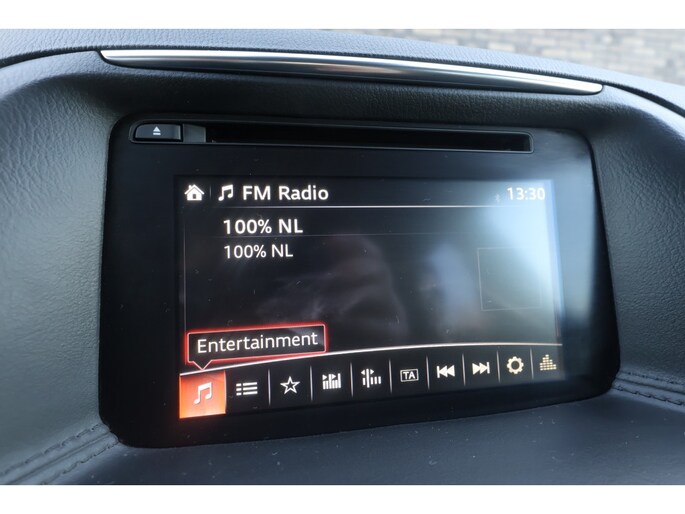 FM Radio 13:30
100% NL
100% NL
Entertainment
TA